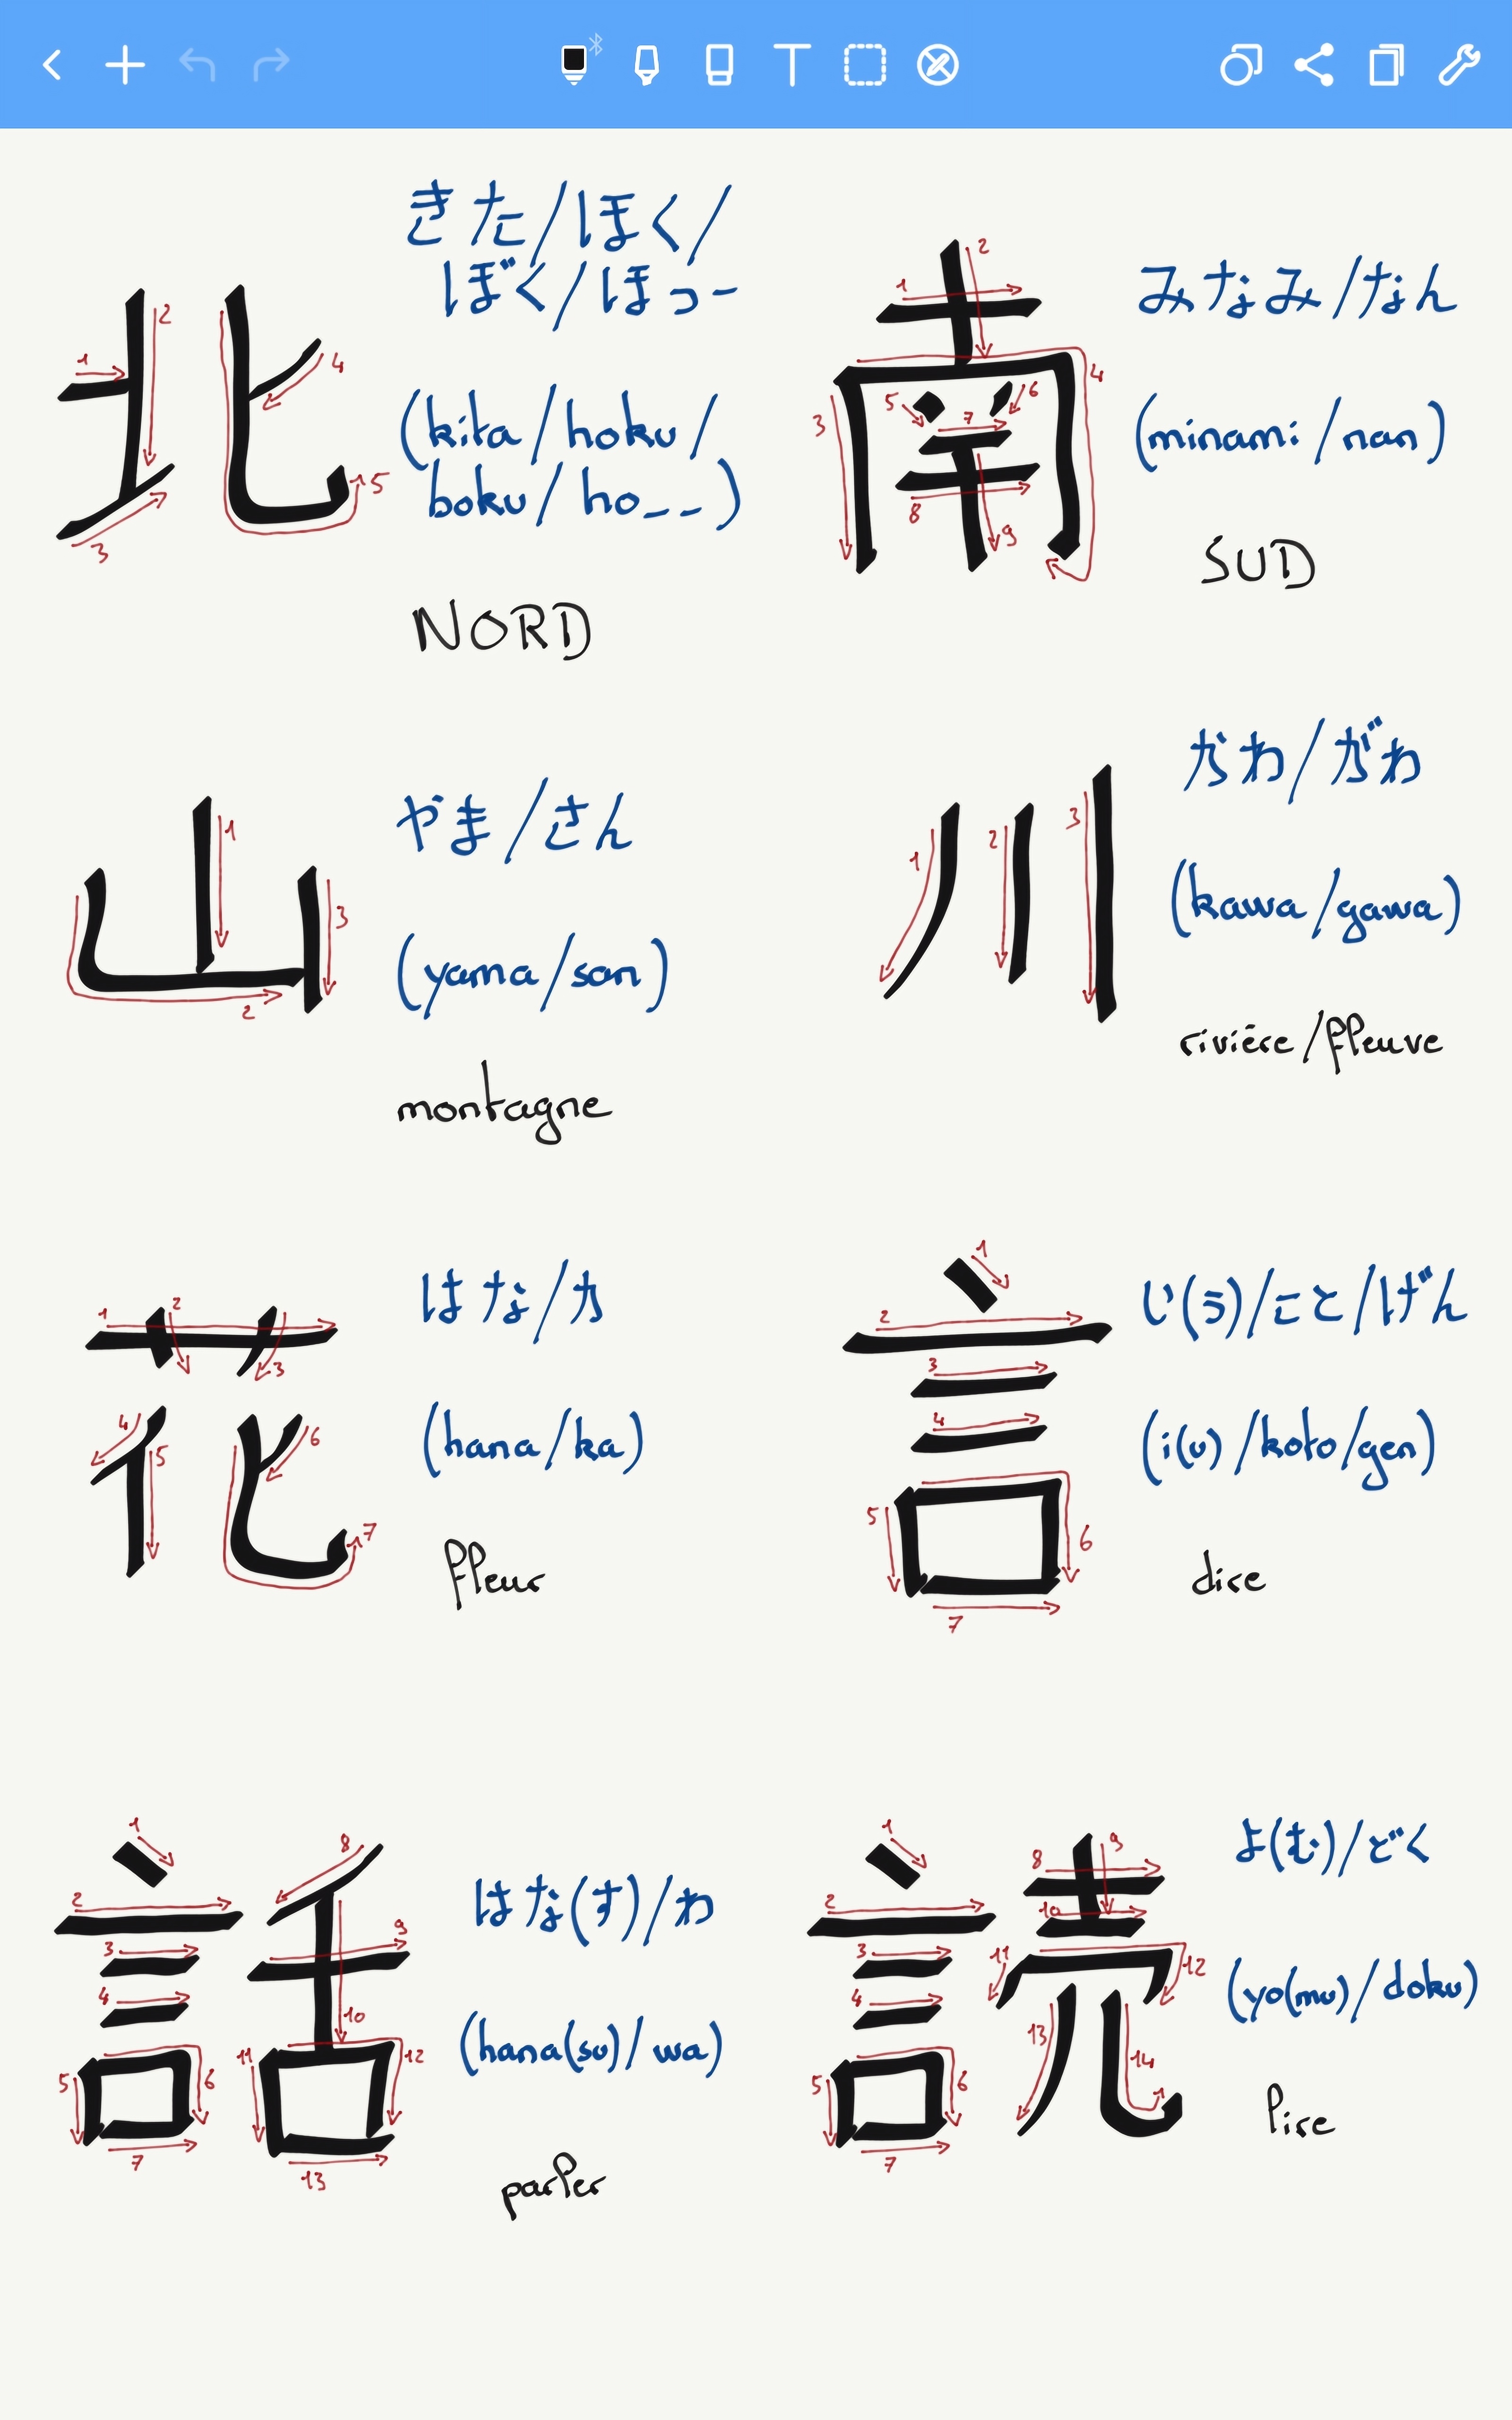 北
きた/ほく/
ぼく/ほっ-
(kita/hoku/
boku/ho__)
NORD
1
2
3
4
5
南
みなみ/なん
(minami/nan)
SUD
1
2
3
4
5
6
7
8
9
山
やま/さん
(yama/san)
montagne
1
2
3
川
かわ/がわ
(kawa/gawa)
rivière/fleuve
1
2
3
花
はな/か
(hana/ka)
fleur
1
2
3
4
5
6
7
言
い(う)/こと/げん
(i(u)/koto/gen)
dire
1
2
3
4
5
6
7
話
はな(す)/わ
(hana(su)/wa)
parler
1
2
3
4
5
6
7
8
9
10
11
12
13
読
よ(む)/どく
(yo(mu)/doku)
lire
1
2
3
4
5
6
7
8
9
10
11
12
13
14